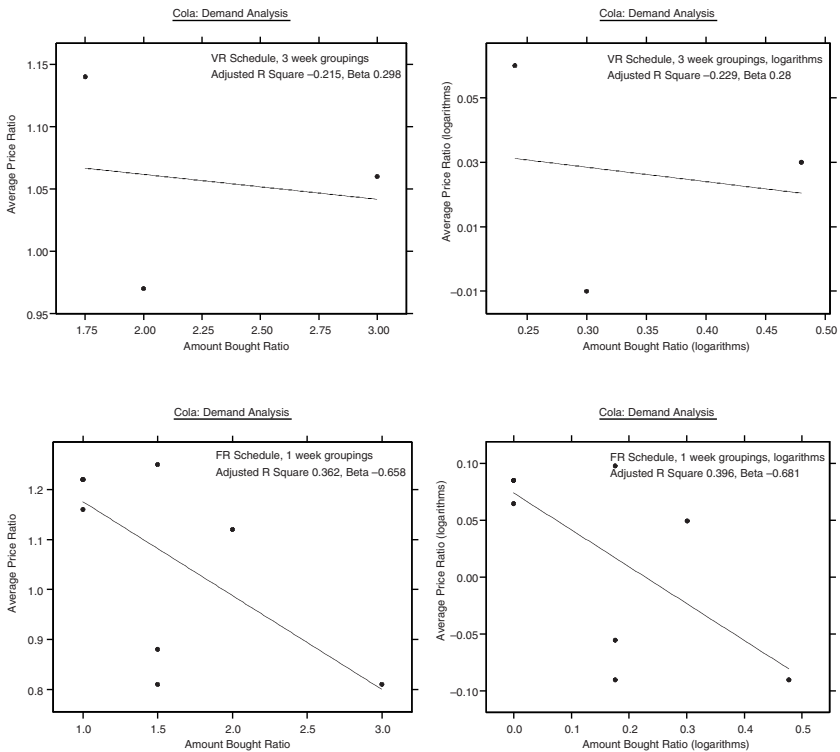 Cola: Demand Analysis
VR Schedule, 3 week groupings
Adjusted R Square –0.215, Beta 0.298
Average Price Ratio
1.15
1.10
1.05
1.00
0.95
1.75
2.00
2.25
2.50
2.75
3.00
Amount Bought Ratio
Cola: Demand Analysis
VR Schedule, 3 week groupings, logarithms
Adjusted R Square –0.229, Beta 0.28
Average Price Ratio (logarithms)
0.05
0.03
0.01
–0.01
0.25
0.30
0.35
0.40
0.45
0.50
Amount Bought Ratio (logarithms)
Cola: Demand Analysis
FR Schedule, 1 week groupings
Adjusted R Square 0.362, Beta –0.658
Average Price Ratio
1.2
1.1
1.0
0.9
0.8
1.0
1.5
2.0
2.5
3.0
Amount Bought Ratio
Cola: Demand Analysis
FR Schedule, 1 week groupings, logarithms
Adjusted R Square 0.396, Beta –0.681
Average Price Ratio (logarithms)
0.10
0.05
0.00
–0.05
–0.10
0.0
0.1
0.2
0.3
0.4
0.5
Amount Bought Ratio (logarithms)